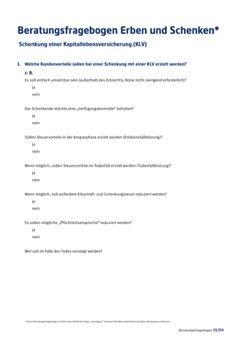 Beratungsfragebogen Erben und Schenken*
Schenkung einer Kapitallebensversicherung (KLV)
1. Welche Kundenvorteile sollen bei einer Schenkung mit einer KLV erzielt werden?
z. B.
Es soll einfach umsetzbar sein (außerhalb des Erbrechts; Notar nicht zwingend erforderlich)?
ja
nein
Der Schenkende möchte eine „Verfügungskontrolle“ behalten?
ja
nein
Sollen Steuervorteile in der Ansparphase erzielt werden (Erlebensfallleistung)?
ja
nein
Wenn möglich, sollen Steuervorteile im Todesfall erzielt werden (Todesfallleistung)?
ja
nein
Wenn möglich, soll außerdem Erbschaft- und Schenkungsteuer reduziert werden?
ja
nein
Es sollen mögliche „Pflichtteilsansprüche“ reduziert werden?
ja
nein
Wer soll im Falle des Todes versorgt werden?
Beratungsfragebogen 01/04